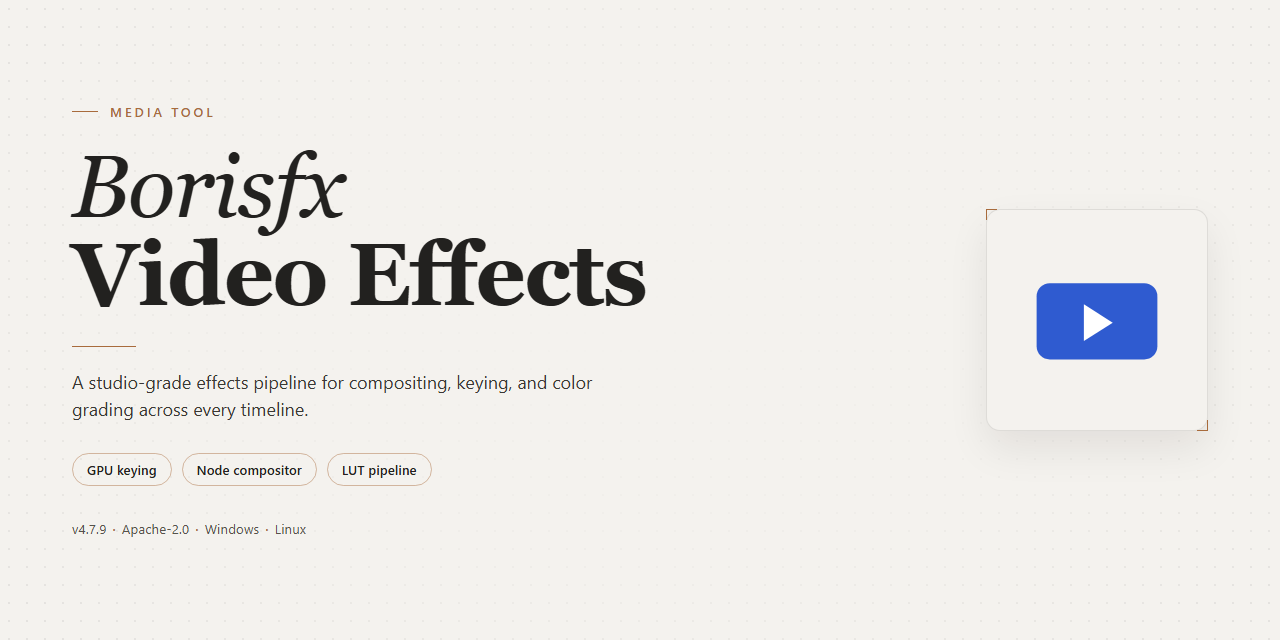 MEDIA TOOL
Borisfx
Video Effects
A studio-grade effects pipeline for compositing, keying, and color
grading across every timeline.
GPU keying
Node compositor
LUT pipeline
v4.7.9 · Apache-2.0 · Windows · Linux